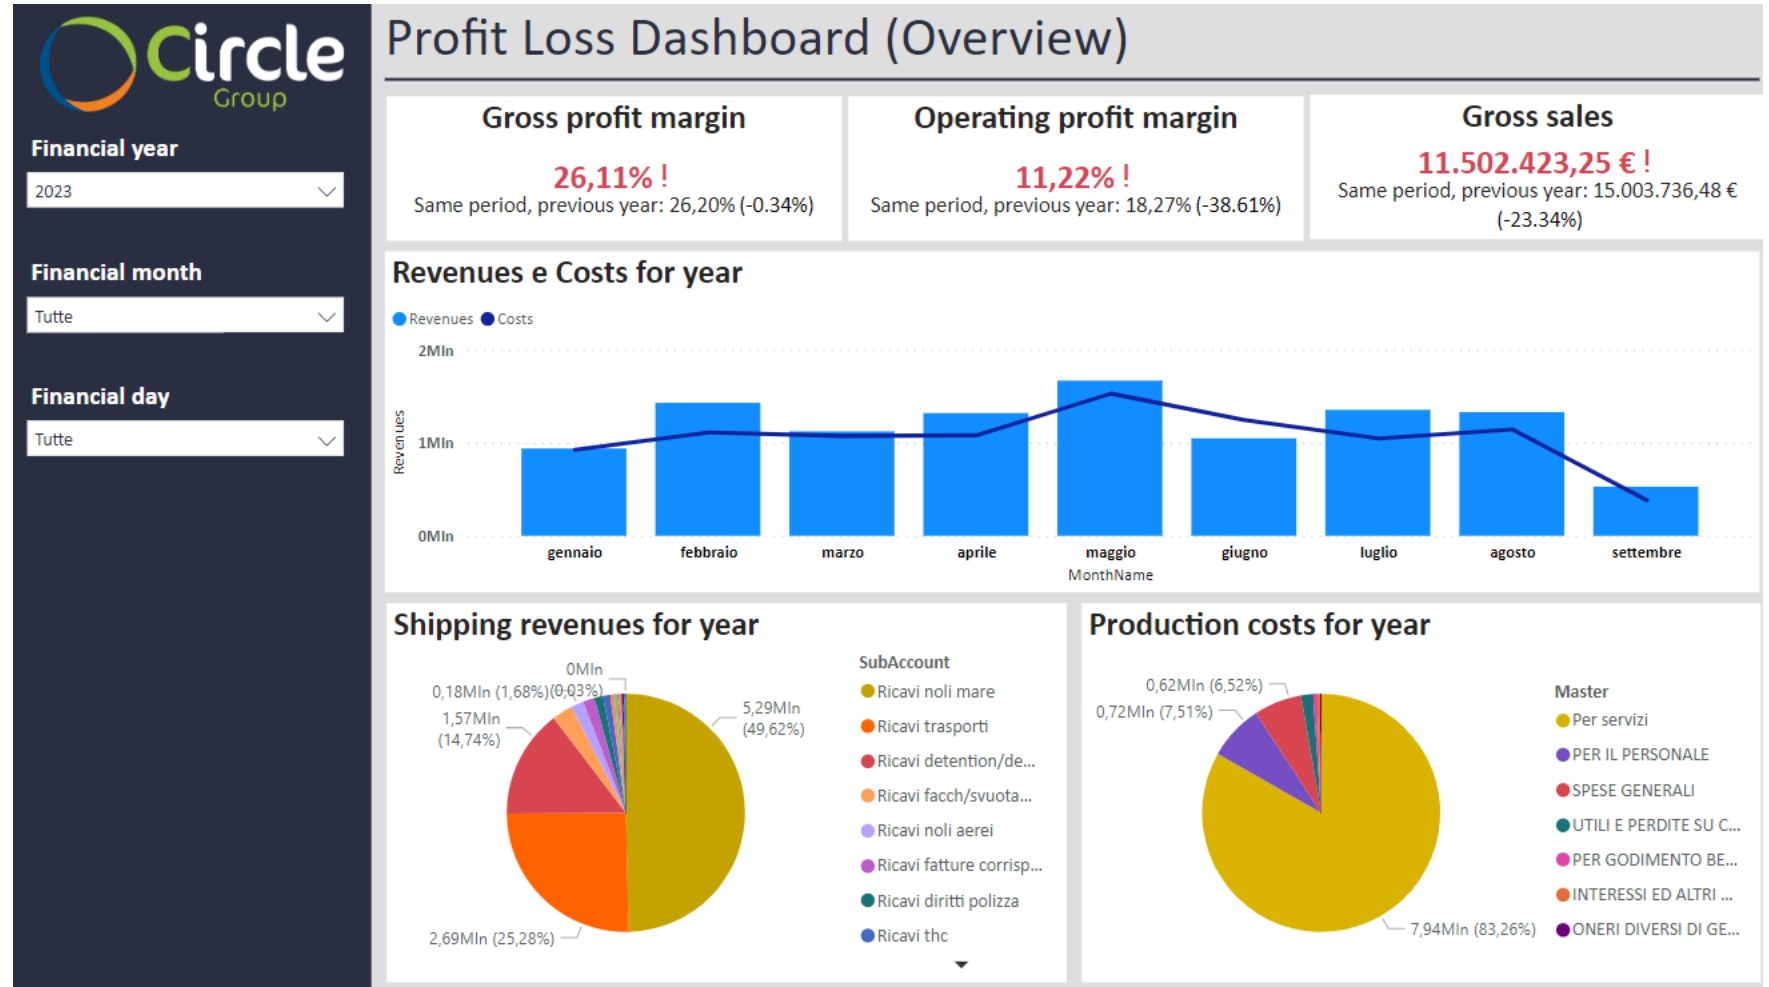 Circle
Group
Financial year
2023
Financial month
Tutte
Financial day
Tutte
Profit Loss Dashboard (Overview)
Gross profit margin
26,11% !
Same period, previous year: 26,20% (-0.34%)
Operating profit margin
11,22% !
Same period, previous year: 18,27% (-38.61%)
Gross sales
11.502.423,25 € !
Same period, previous year: 15.003.736,48 €
(-23.34%)
Revenues e Costs for year
Revenues Costs
2Mln
1Mln
0Mln
Revenues
gennaio febbraio marzo aprile maggio giugno luglio agosto settembre
MonthName
Shipping revenues for year
0Mln
(0,03%)
0,18Mln (1,68%)
1,57Mln
(14,74%)
5,29Mln
(49,62%)
2,69Mln (25,28%)
SubAccount
Ricavi noli mare
Ricavi trasporti
Ricavi detention/de...
Ricavi facch/svuota...
Ricavi noli aerei
Ricavi fatture corrisp...
Ricavi diritti polizza
Ricavi thc
Production costs for year
0,62Mln (6,52%)
0,72Mln (7,51%)
7,94Mln (83,26%)
Master
Per servizi
PER IL PERSONALE
SPESE GENERALI
UTILI E PERDITE SU C...
PER GODIMENTO BE...
INTERESSI ED ALTRI ...
ONERI DIVERSI DI GE...